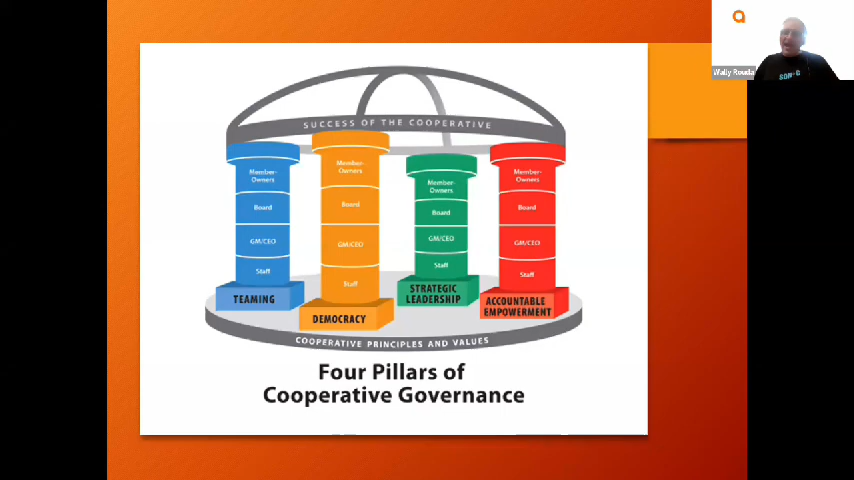 Wally Rouda
SUCCESS OF THE COOPERATIVE
Member-
Owners
Board
GM/CEO
Staff
TEAMING
Member-
Owners
Board
GM/CEO
Staff
DEMOCRACY
Member-
Owners
Board
GM/CEO
Staff
STRATEGIC
LEADERSHIP
Member-
Owners
Board
GM/CEO
Staff
ACCOUNTABLE
EMPOWERMENT
COOPERATIVE PRINCIPLES AND VALUES
Four Pillars of
Cooperative Governance